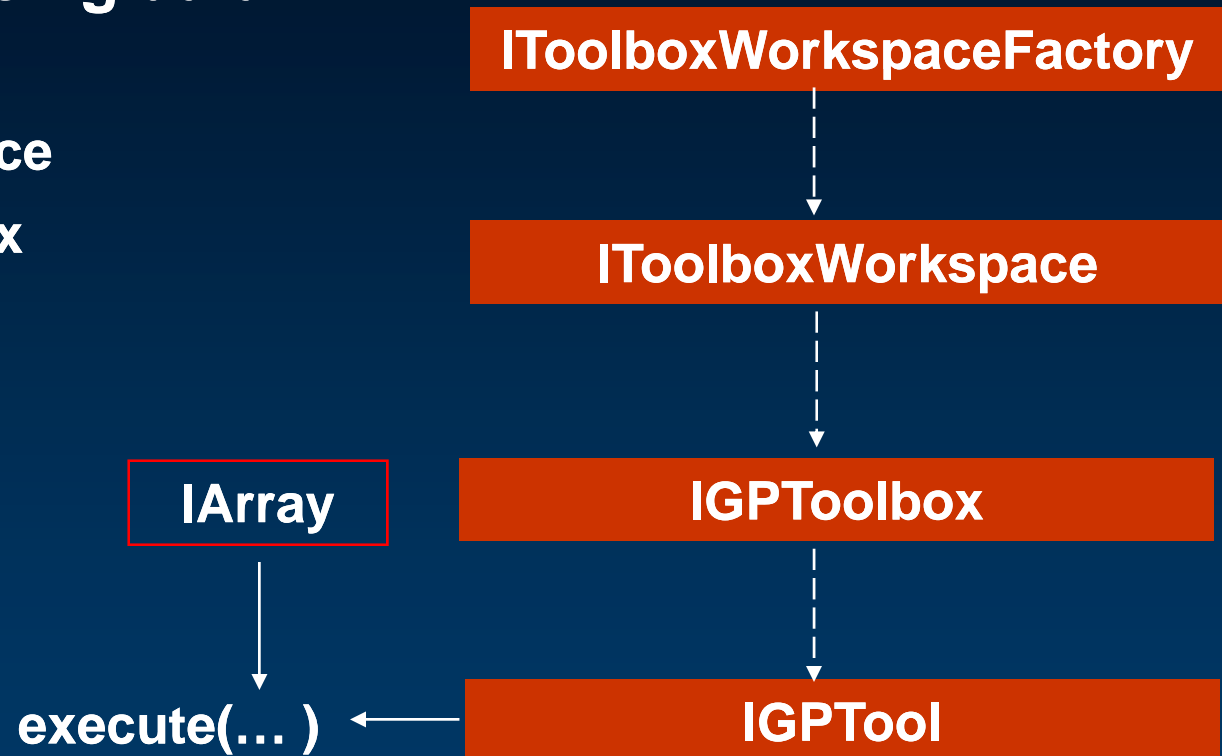 IToolboxWorkspaceFactory
ce
x
IToolboxWorkspace
IArray
IGPToolbox
execute(... )
IGPTool